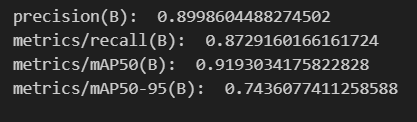 precision(B):  0.8998604488274502
metrics/recall(B):  0.8729160166161724
metrics/mAP50(B):  0.9193034175822828
metrics/mAP50-95(B):  0.7436077411258588